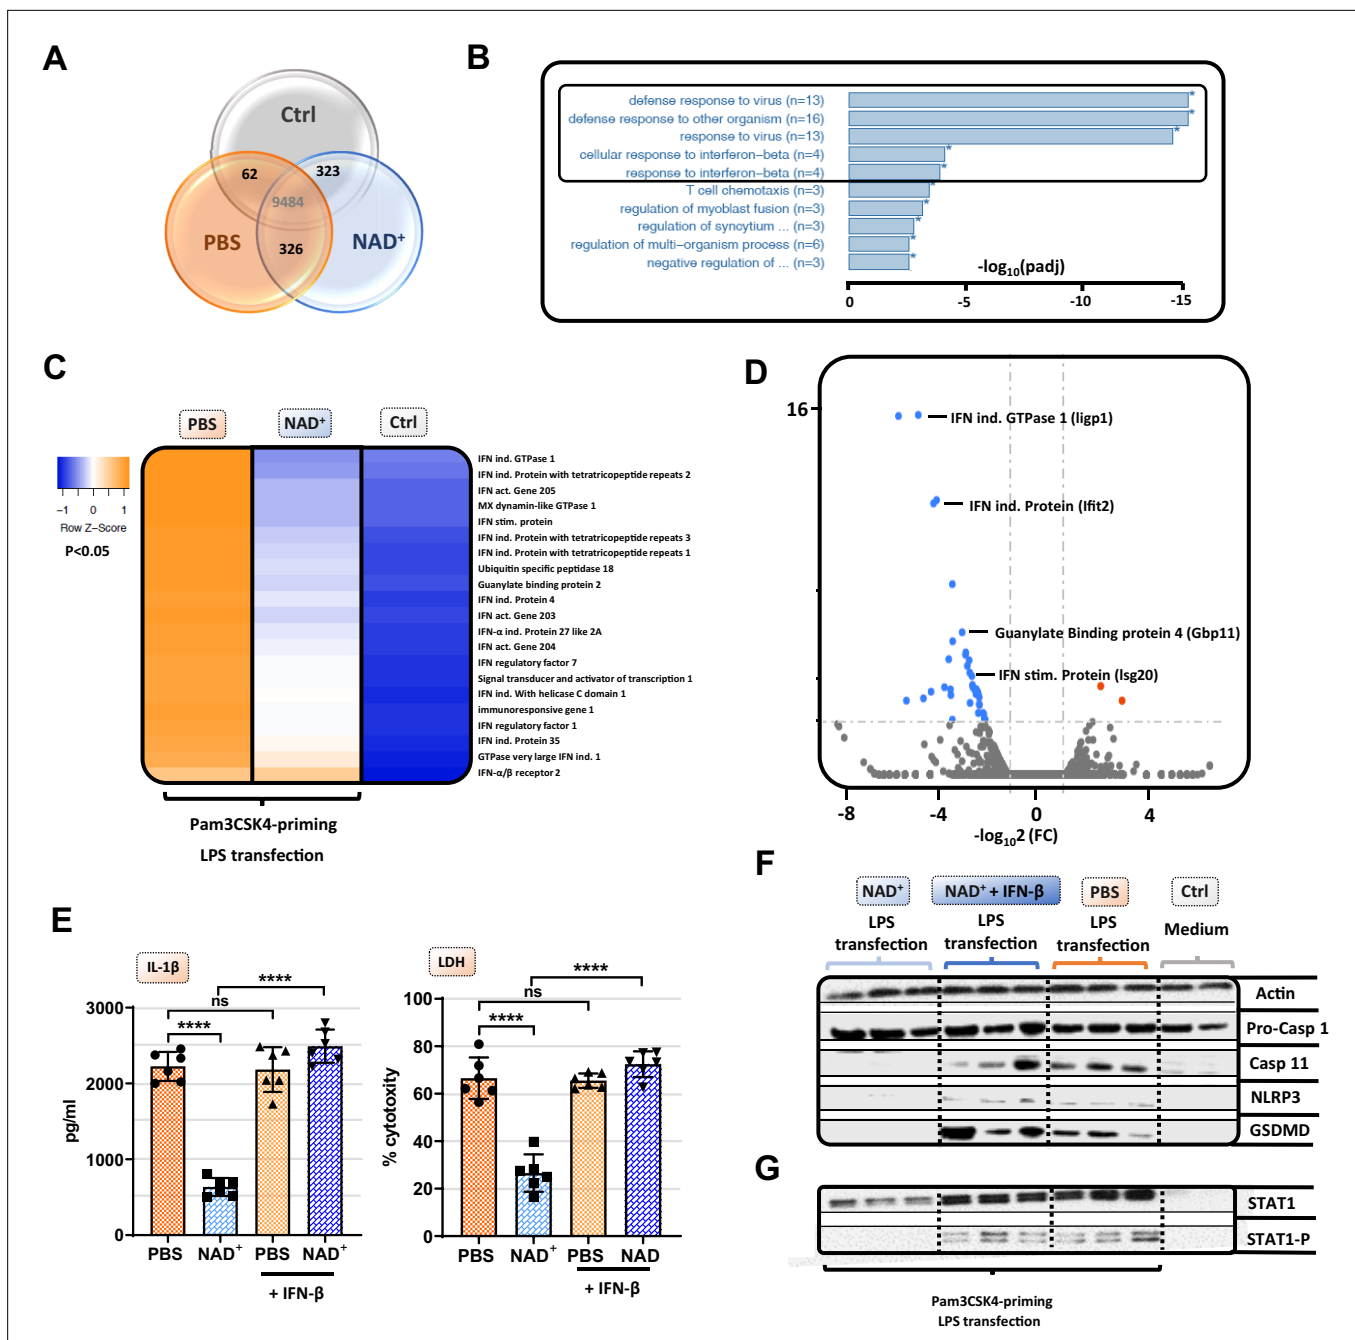 A
Ctrl
62
323
9484
PBS
NAD+
326
B
defense response to virus (n=13)
defense response to other organism (n=16)
response to virus (n=13)
cellular response to interferon−beta (n=4)
response to interferon−beta (n=4)
T cell chemotaxis (n=3)
regulation of myoblast fusion (n=3)
regulation of syncytium ... (n=3)
regulation of multi−organism process (n=6)
negative regulation of ... (n=3)
* * * * * * * * * *
-log10(padj)
0 -5 -10 -15
C
PBS NAD+ Ctrl
−1 0 1
Row Z−Score
P<0.05
IFN ind. GTPase 1
IFN ind. Protein with tetratricopeptide repeats 2
IFN act. Gene 205
MX dynamin-like GTPase 1
IFN stim. protein
IFN ind. Protein with tetratricopeptide repeats 3
IFN ind. Protein with tetratricopeptide repeats 1
Ubiquitin specific peptidase 18
Guanylate binding protein 2
IFN ind. Protein 4
IFN act. Gene 203
IFN-α ind. Protein 27 like 2A
IFN act. Gene 204
IFN regulatory factor 7
Signal transducer and activator of transcription 1
IFN ind. With helicase C domain 1
immunoresponsive gene 1
IFN regulatory factor 1
IFN ind. Protein 35
GTPase very large IFN ind. 1
IFN-α/β receptor 2
Pam3CSK4-priming
LPS transfection
D
16
IFN ind. GTPase 1 (Iigp1)
IFN ind. Protein (Ifit2)
Guanylate Binding protein 4 (Gbp11)
IFN stim. Protein (Isg20)
-8 -4 0 4
-log102 (FC)
E
IL-1β
****
ns
****
3000
2000
1000
0
pg/ml
PBS NAD+ PBS NAD+
+ IFN-β
LDH
****
ns
****
100
80
60
40
20
0
% cytotoxity
PBS NAD+ PBS NAD
+ IFN-β
F
NAD+ NAD+ + IFN-β PBS Ctrl
LPS transfection
LPS transfection
LPS transfection
Medium
Actin
Pro-Casp 1
Casp 11
NLRP3
GSDMD
G
STAT1
STAT1-P
Pam3CSK4-priming
LPS transfection